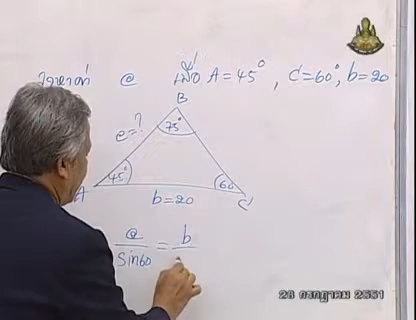 จงหาค่า a เมื่อ A = 45°, C = 60°, b = 20
B
a = ?
75°
45°
60
A
C
b = 20
a / sin60 = b
26 กรกฎาคม 2551